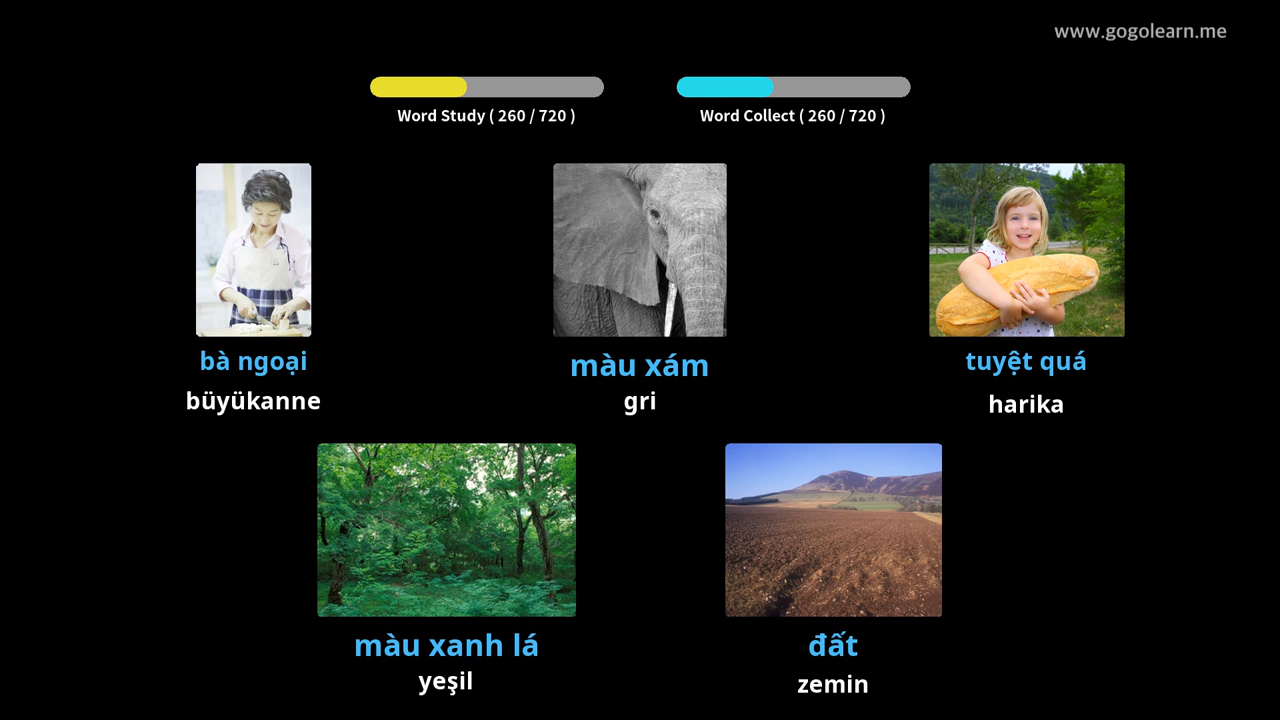 www.gogolearn.me
Word Study ( 260 / 720 )
Word Collect ( 260 / 720 )
bà ngoại
büyükanne
màu xám
gri
tuyệt quá
harika
màu xanh lá
yeşil
đất
zemin